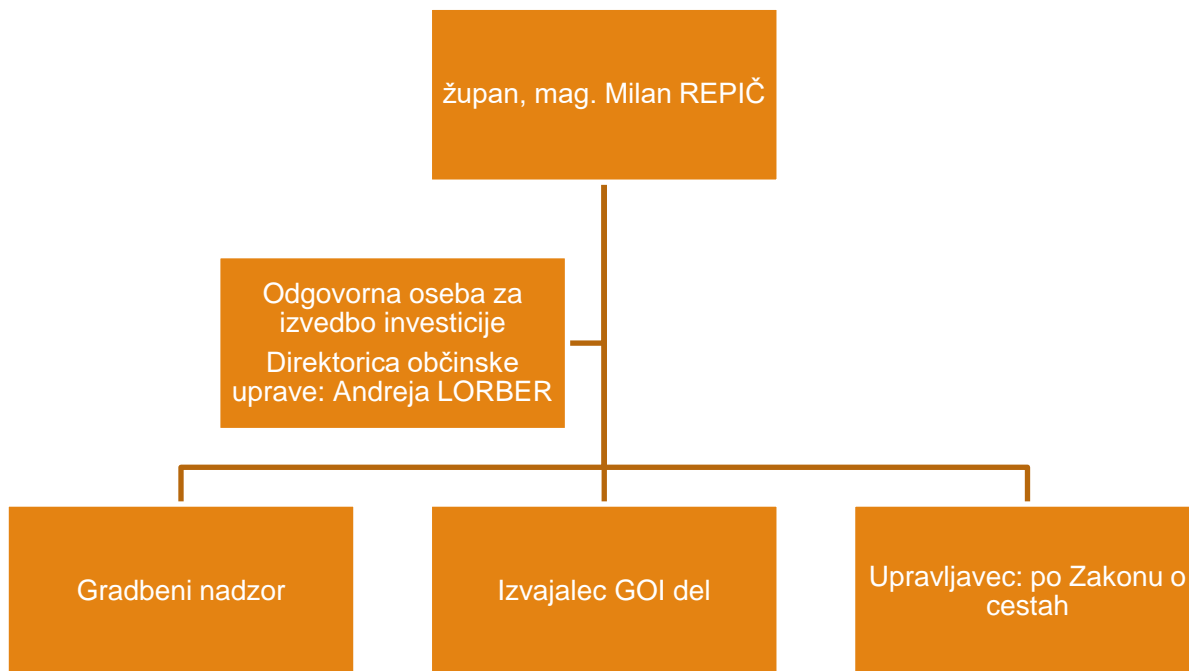 župan, mag. Milan REPIČ
Odgovorna oseba za
izvedbo investicije
Direktorica občinske
uprave: Andreja LORBER
Gradbeni nadzor
Izvajalec GOI del
Upravljavec: po Zakonu o
cestah